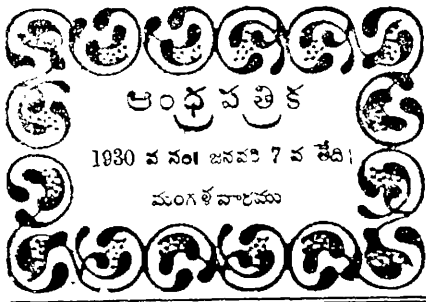 ఆంధ్రపత్రిక
1930 వ సం॥ జనవరి 7 వ తేది।
మంగళవారము